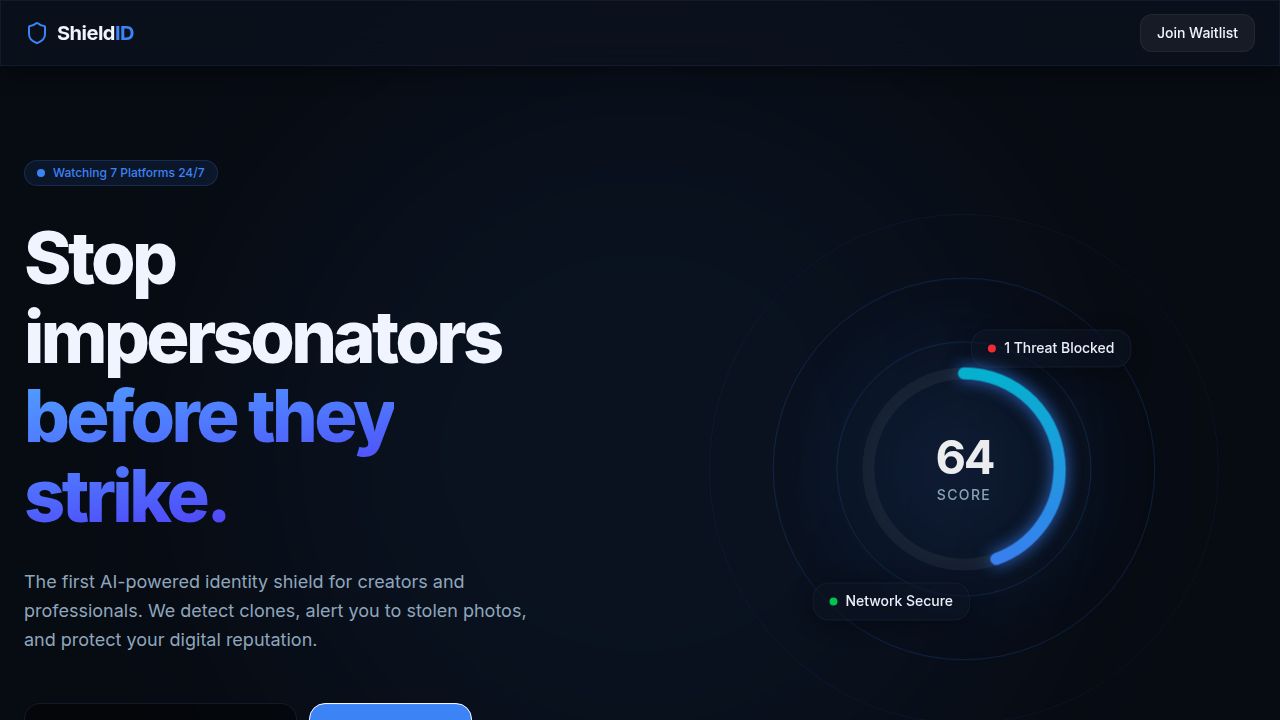 ShieldID
Join Waitlist
Watching 7 Platforms 24/7
Stop
impersonators
before they
strike.
The first AI-powered identity shield for creators and
professionals. We detect clones, alert you to stolen photos,
and protect your digital reputation.
1 Threat Blocked
64
SCORE
Network Secure